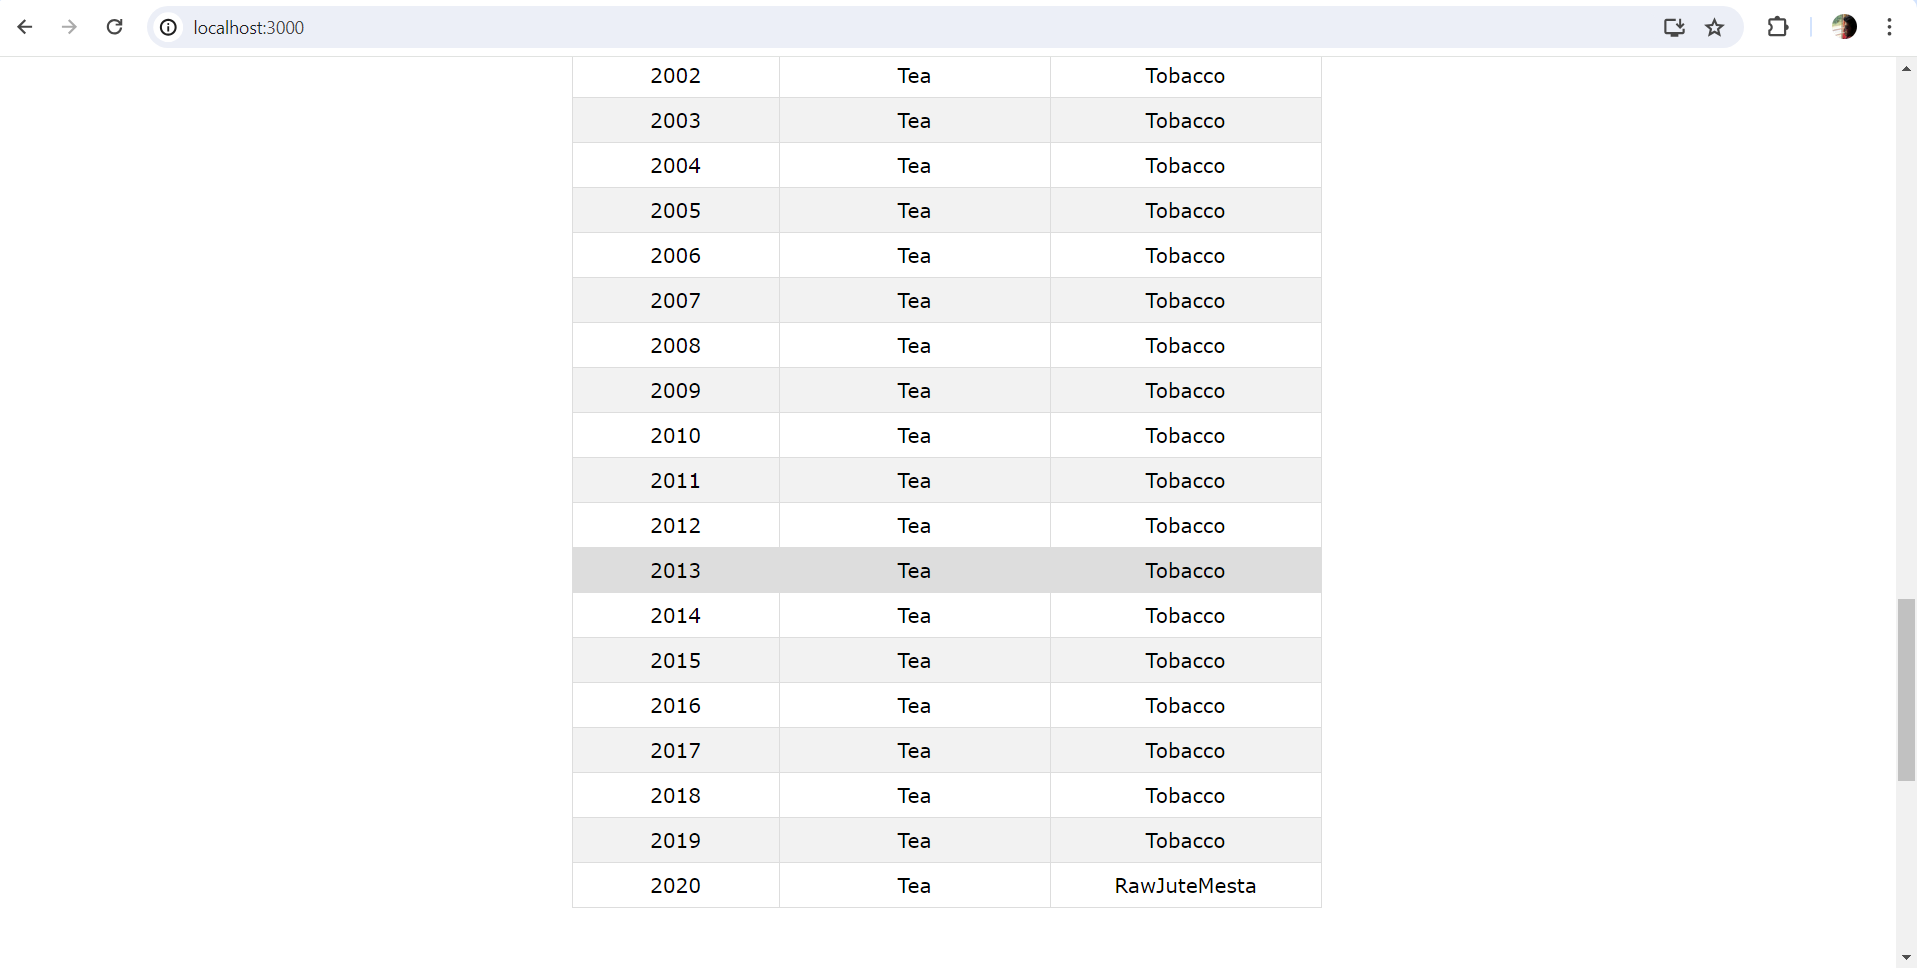 localhost:3000
2002 Tea Tobacco
2003 Tea Tobacco
2004 Tea Tobacco
2005 Tea Tobacco
2006 Tea Tobacco
2007 Tea Tobacco
2008 Tea Tobacco
2009 Tea Tobacco
2010 Tea Tobacco
2011 Tea Tobacco
2012 Tea Tobacco
2013 Tea Tobacco
2014 Tea Tobacco
2015 Tea Tobacco
2016 Tea Tobacco
2017 Tea Tobacco
2018 Tea Tobacco
2019 Tea Tobacco
2020 Tea RawJuteMesta